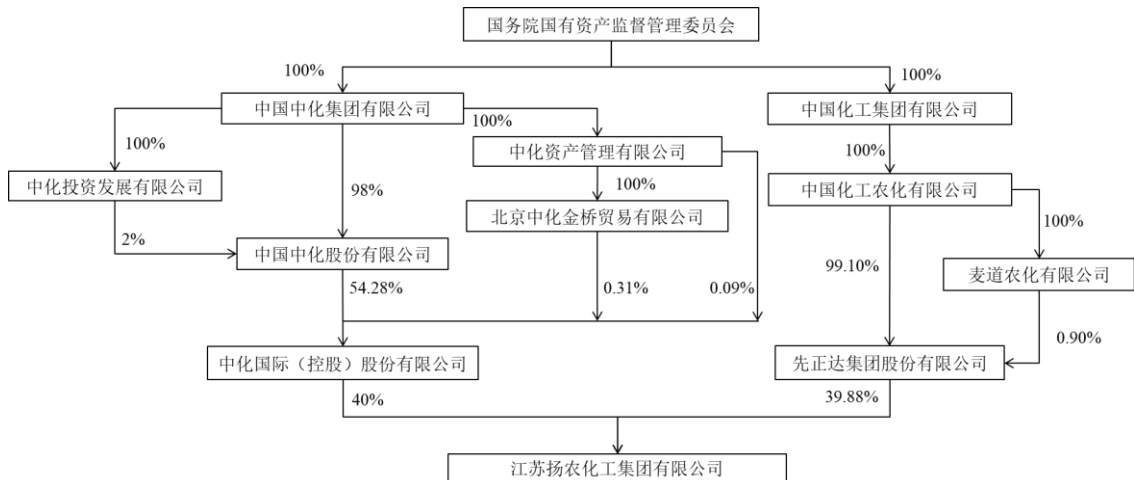 国务院国有资产监督管理委员会
100%
100%
中国中化集团有限公司
中国化工集团有限公司
100%
100%
中化资产管理有限公司
100%
中化投资发展有限公司
98%
100%
中国化工农化有限公司
北京中化金桥贸易有限公司
100%
2%
中国中化股份有限公司
99.10%
麦道农化有限公司
54.28%
0.31%
0.09%
0.90%
中化国际（控股）股份有限公司
先正达集团股份有限公司
40%
39.88%
江苏扬农化工集团有限公司